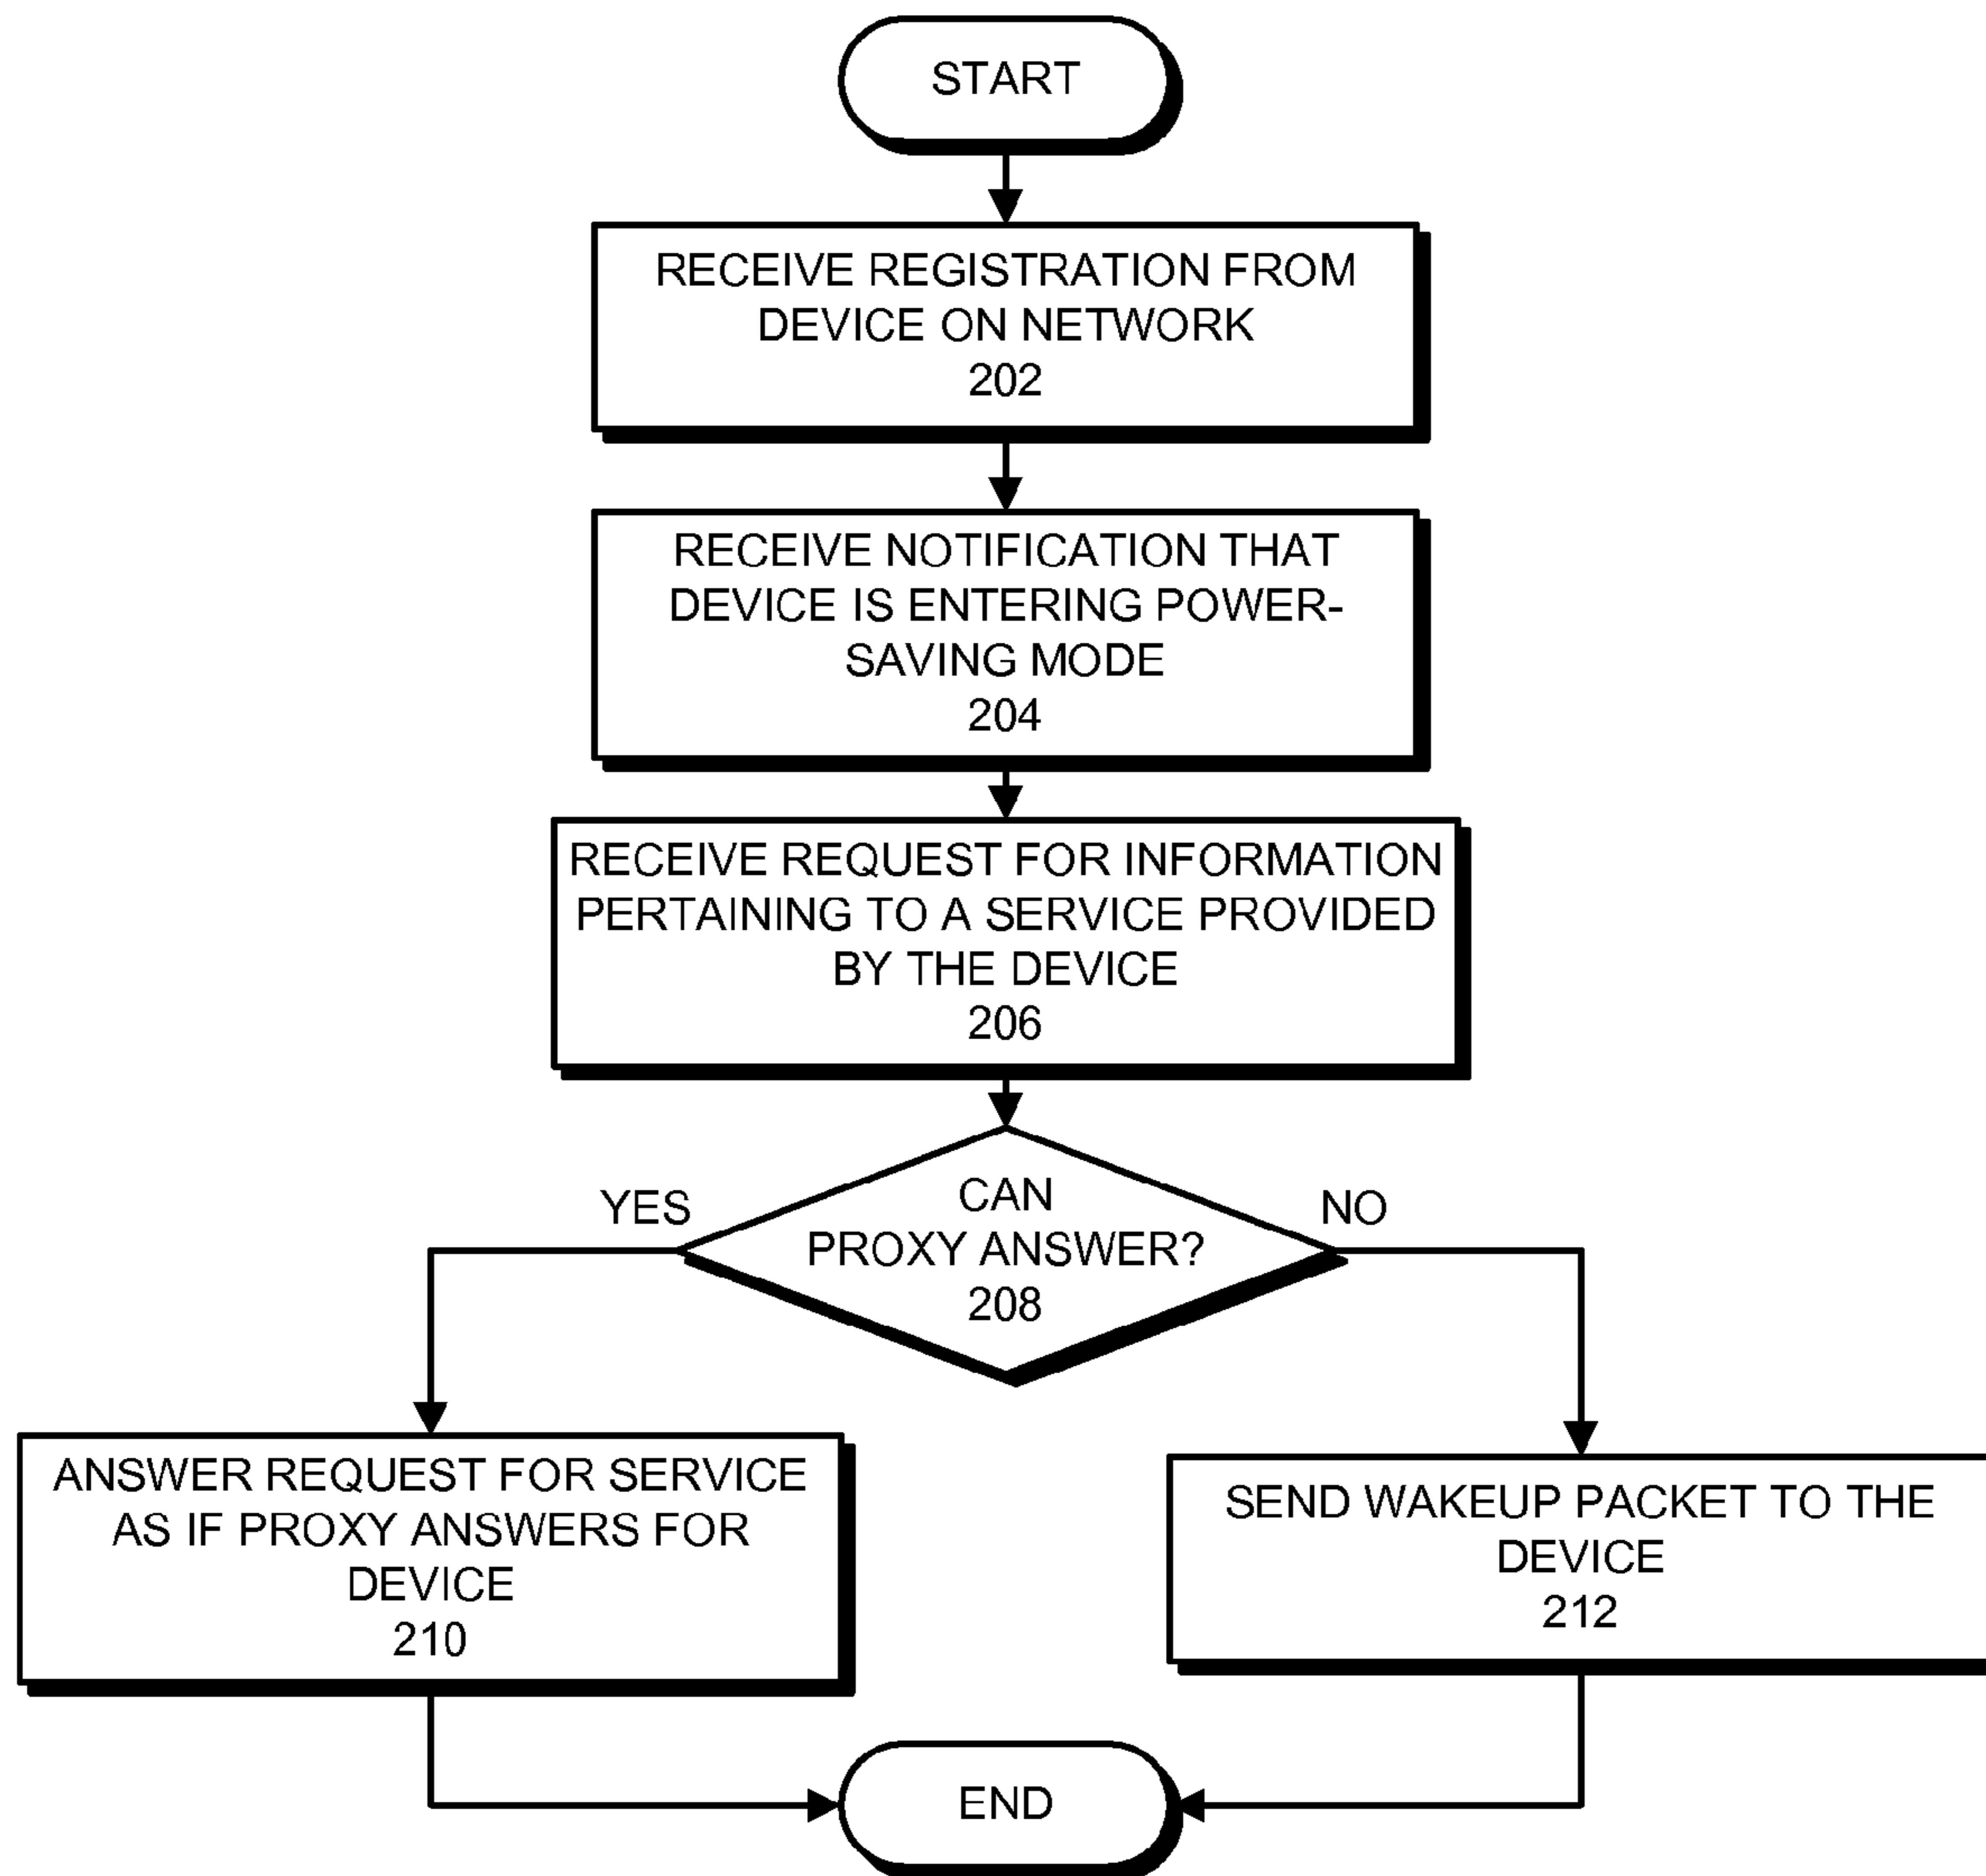 START
RECEIVE REGISTRATION FROM
DEVICE ON NETWORK
202
RECEIVE NOTIFICATION THAT
DEVICE IS ENTERING POWER-
SAVING MODE
204
RECEIVE REQUEST FOR INFORMATION
PERTAINING TO A SERVICE PROVIDED
BY THE DEVICE
206
CAN
PROXY ANSWER?
208
YES
NO
ANSWER REQUEST FOR SERVICE
AS IF PROXY ANSWERS FOR
DEVICE
210
SEND WAKEUP PACKET TO THE
DEVICE
212
END